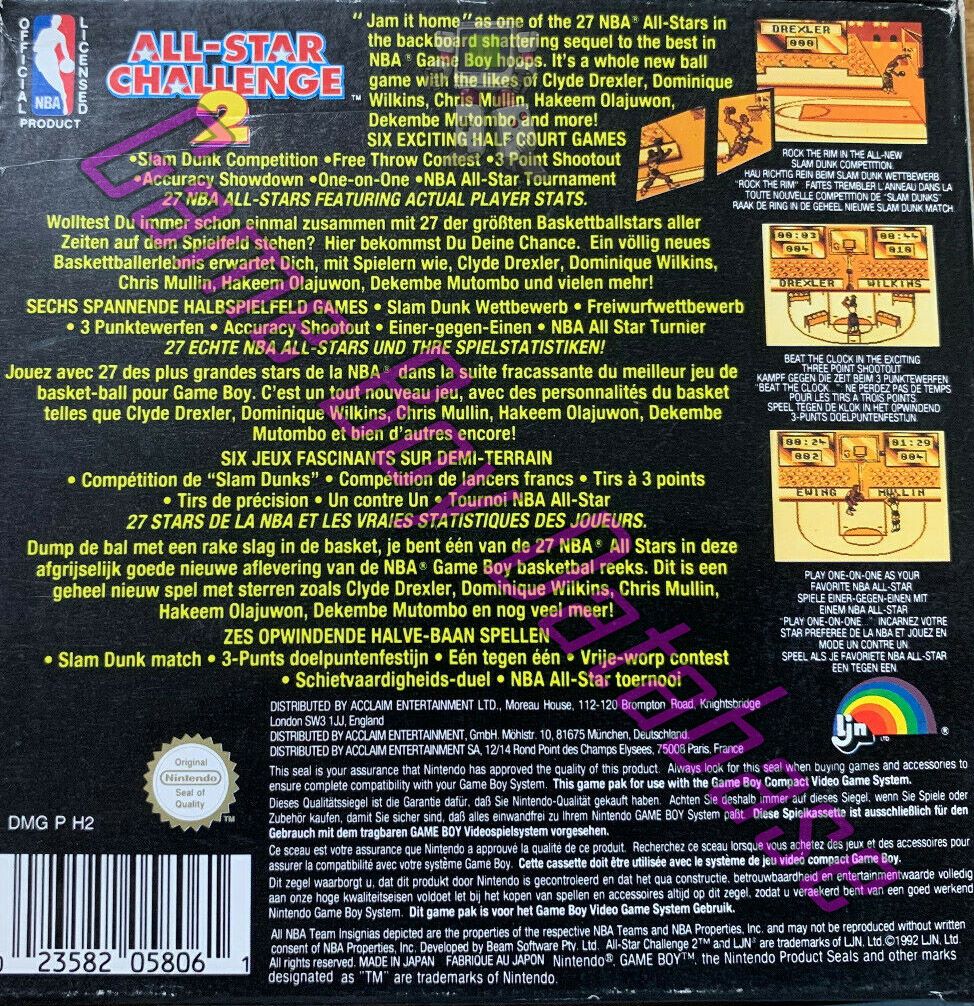 OFFICIAL
LICENSED
NBA
PRODUCT
ALL-STAR
CHALLENGE
2
TM
"Jam it home" as one of the 27 NBA® All-Stars in
the backboard shattering sequel to the best in
NBA® Game Boy hoops. It's a whole new ball
game with the likes of Clyde Drexler, Dominique
Wilkins, Chris Mullin, Hakeem Olajuwon,
Dekembe Mutombo and more!
SIX EXCITING HALF COURT GAMES
•Slam Dunk Competition •Free Throw Contest •3 Point Shootout
•Accuracy Showdown •One-on-One •NBA All-Star Tournament
27 NBA ALL-STARS FEATURING ACTUAL PLAYER STATS.
Wolltest Du immer schon einmal zusammen mit 27 der größten Baskettballstars aller
Zeiten auf dem Spielfeld stehen? Hier bekommst Du Deine Chance. Ein völlig neues
Baskettballerlebnis erwartet Dich, mit Spielern wie, Clyde Drexler, Dominique Wilkins,
Chris Mullin, Hakeem Olajuwon, Dekembe Mutombo und vielen mehr!
SECHS SPANNENDE HALBSPIELFELD GAMES • Slam Dunk Wettbewerb • Freiwurfwettbewerb
• 3 Punktewerfen • Accuracy Shootout • Einer-gegen-Einen • NBA All Star Turnier
27 ECHTE NBA ALL-STARS UND THRE SPIELSTATISTIKEN!
Jouez avec 27 des plus grandes stars de la NBA® dans la suite fracassante du meilleur jeu de
basket-ball pour Game Boy. C'est un tout nouveau jeu, avec des personnalités du basket
telles que Clyde Drexler, Dominique Wilkins, Chris Mullin, Hakeem Olajuwon, Dekembe
Mutombo et bien d'autres encore!
SIX JEUX FASCINANTS SUR DEMI-TERRAIN
• Compétition de "Slam Dunks" • Compétition de lancers francs • Tirs à 3 points
• Tirs de précision • Un contre Un • Tournoi NBA All-Star
27 STARS DE LA NBA ET LES VRAIES STATISTIQUES DES JOUEURS.
Dump de bal met een rake slag in de basket, je bent één van de 27 NBA® All Stars in deze
afgrijselijk goede nieuwe aflevering van de NBA® Game Boy basketbal reeks. Dit is een
geheel nieuw spel met sterren zoals Clyde Drexler, Dominique Wilkins, Chris Mullin,
Hakeem Olajuwon, Dekembe Mutombo en nog veel meer!
ZES OPWINDENDE HALVE-BAAN SPELLEN
• Slam Dunk match • 3-Punts doelpuntenfestijn • Eén tegen één • Vrije-worp contest
• Schietvaardigheids-duel • NBA All-Star toernooi
DREXLER
000
ROCK THE RIM IN THE ALL-NEW
SLAM DUNK COMPETITION.
HAU RICHTIG REIN BEIM SLAM DUNK WETTBEWERB
"ROCK THE RIM" FAITES TREMBLER L'ANNEAU DANS LA
TOUTE NOUVELLE COMPETITION DE "SLAM DUNKS
RAAK DE RING IN DE GEHEEL NIEUWE SLAM DUNK MATCH
00:03
004
00:44
010
DREXLER
WILKINS
BEAT THE CLOCK IN THE EXCITING
THREE POINT SHOOTOUT
KAMPF GEGEN DIE ZEIT BEIM 3 PUNKTEWERFEN
"BEAT THE CLOCK..." NE PERDEZ PAS DE TEMPS
POUR LES TIRS A TROIS POINTS.
SPEEL TEGEN DE KLOK IN HET OPWINDEND
3-PUNTS DOELPUNTENFESTIJN.
00:24
002
01:29
004
EWING
MULLIN
PLAY ONE-ON-ONE AS YOUR
FAVORITE NBA ALL-STAR
SPIELE EINER-GEGEN-EINEN MIT
EINEM NBA ALL-STAR
"PLAY ONE-ON-ONE..." INCARNEZ VOTRE
STAR PREFEREE DE LA NBA ET JOUEZ EN
MODE UN CONTRE UN.
SPEEL ALS JE FAVORIETE NBA ALL-STAR
EEN TEGEN EEN.
ljn
LTD
®
DISTRIBUTED BY ACCLAIM ENTERTAINMENT LTD., Moreau House, 112-120 Brompton Road, Knightsbridge
London SW3 1JJ, England
DISTRIBUTED BY ACCLAIM ENTERTAINMENT, GmbH. Möhlstr. 10, 81675 München, Deutschland.
DISTRIBUTED BY ACCLAIM ENTERTAINMENT SA, 12/14 Rond Point des Champs Elysees, 75008 Paris, France
Original
Nintendo
Seal of
Quality
TM
This seal is your assurance that Nintendo has approved the quality of this product. Always look for this seal when buying games and accessories to
ensure complete compatibility with your Game Boy System. This game pak for use with the Game Boy Compact Video Game System.
Dieses Qualitätssiegel ist die Garantie dafür, daß Sie Nintendo-Qualität gekauft haben. Achten Sie deshalb immer auf dieses Siegel, wenn Sie Spiele oder
Zubehör kaufen, damit Sie sicher sind, daß alles einwandfrei zu Ihrem Nintendo GAME BOY System paßt. Diese Spielkassette ist ausschließlich für den
Gebrauch mit dem tragbaren GAME BOY Videospielsystem vorgesehen.
Ce sceau est votre assurance que Nintendo a approuvé la qualité de ce produit. Recherchez ce sceau lorsque vous achetez des jeux et des accessoires pour
assurer la compatibilité avec votre système Game Boy. Cette cassette doit être utilisée avec le système de jeu vidéo compact Game Boy.
Dit zegel waarborgt u, dat dit produkt door Nintendo is gecontroleerd en dat het qua constructie, betrouwbaarheid en entertainmentwaarde volledig
aan onze hoge kwaliteitseisen voldoet let bij het kopen van spellen en accessoires altijd op dit zegel, zodat u verzekerd bent van een goed werkend
Nintendo Game Boy System. Dit game pak is voor het Game Boy Video Game System Gebruik.
All NBA Team Insignias depicted are the properties of the respective NBA Teams and NBA Properties, Inc. and may not be reproduced without written
consent of NBA Properties, Inc. Developed by Beam Software Pty. Ltd. All-Star Challenge 2™ and LJN® are trademarks of LJN, Ltd.©1992 LJN, Ltd.
All rights reserved. MADE IN JAPAN FABRIQUE AU JAPON Nintendo®, GAME BOY™, the Nintendo Product Seals and other marks
designated as "TM" are trademarks of Nintendo.
DMG P H2
0 23582 05806 1
Game Boy Database